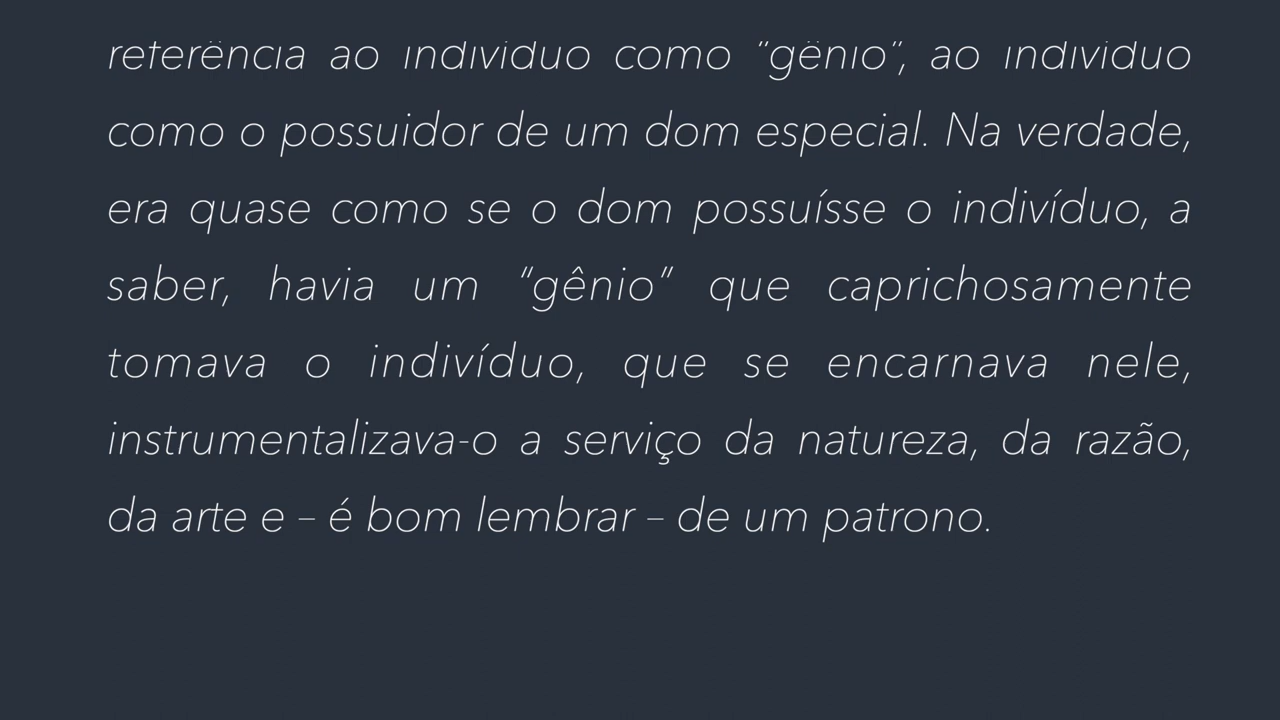 referência ao indivíduo como “gênio”, ao indivíduo
como o possuidor de um dom especial. Na verdade,
era quase como se o dom possuísse o indivíduo, a
saber, havia um “gênio” que caprichosamente
tomava o indivíduo, que se encarnava nele,
instrumentalizava-o a serviço da natureza, da razão,
da arte e – é bom lembrar – de um patrono.